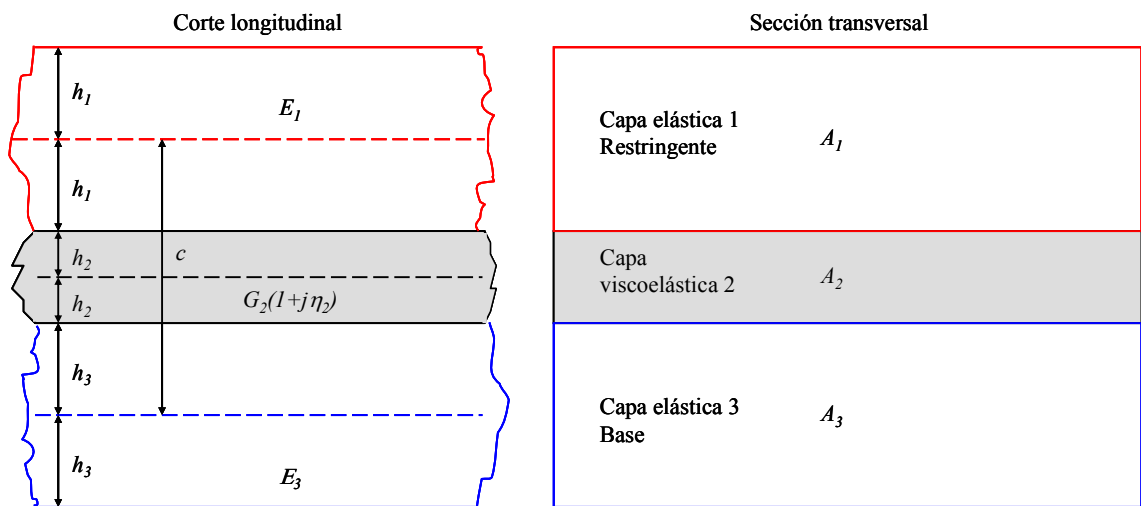 Corte longitudinal
h₁
E₁
h₁
h₂
c
h₂
G₂(1+jη₂)
h₃
h₃
E₃
Sección transversal
Capa elástica 1
Restringente
A₁
Capa
viscoelástica 2
A₂
Capa elástica 3
Base
A₃